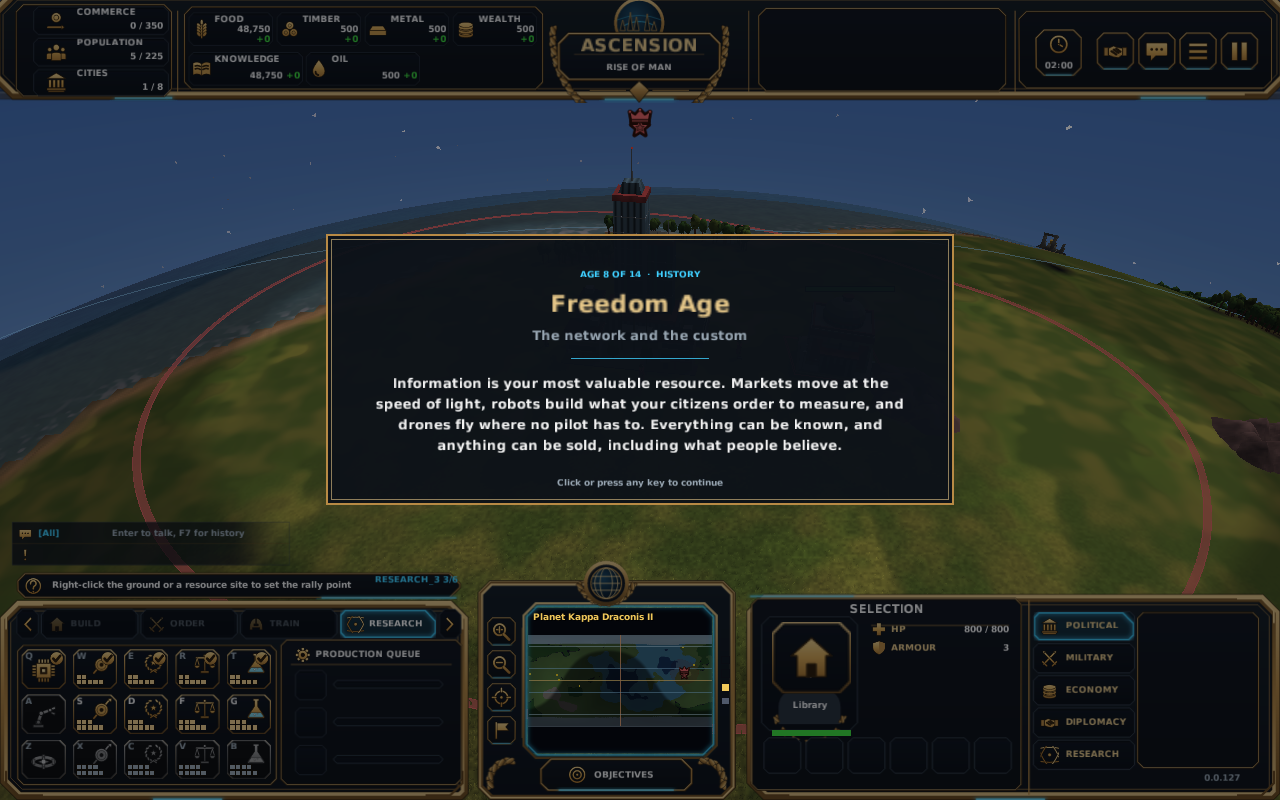 COMMERCE
0 / 350
POPULATION
5 / 225
CITIES
1 / 8
FOOD
48,750
+0
TIMBER
500
+0
METAL
500
+0
WEALTH
500
+0
KNOWLEDGE
48,750 +0
OIL
500 +0
ASCENSION
RISE OF MAN
02:00
AGE 8 OF 14 · HISTORY
Freedom Age
The network and the custom
Information is your most valuable resource. Markets move at the
speed of light, robots build what your citizens order to measure, and
drones fly where no pilot has to. Everything can be known, and
anything can be sold, including what people believe.
Click or press any key to continue
[All] Enter to talk, F7 for history
!
Right-click the ground or a resource site to set the rally point
RESEARCH_3 3/6
BUILD
ORDER
TRAIN
RESEARCH
Q W E R T
A S D F G
Z X C V B
PRODUCTION QUEUE
Planet Kappa Draconis II
OBJECTIVES
SELECTION
HP 800 / 800
ARMOUR 3
Library
POLITICAL
MILITARY
ECONOMY
DIPLOMACY
RESEARCH
0.0.127